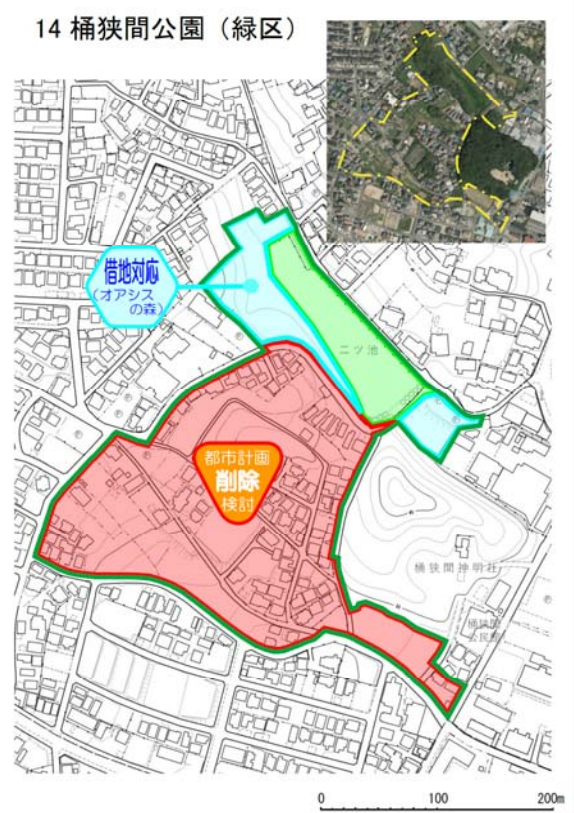 14 桶狭間公園（緑区）
借地対応
（オアシス
の森）
二ツ池
都市計画
削除
検討
桶狭間神明社
桶狭間
公民館
0 100 200m